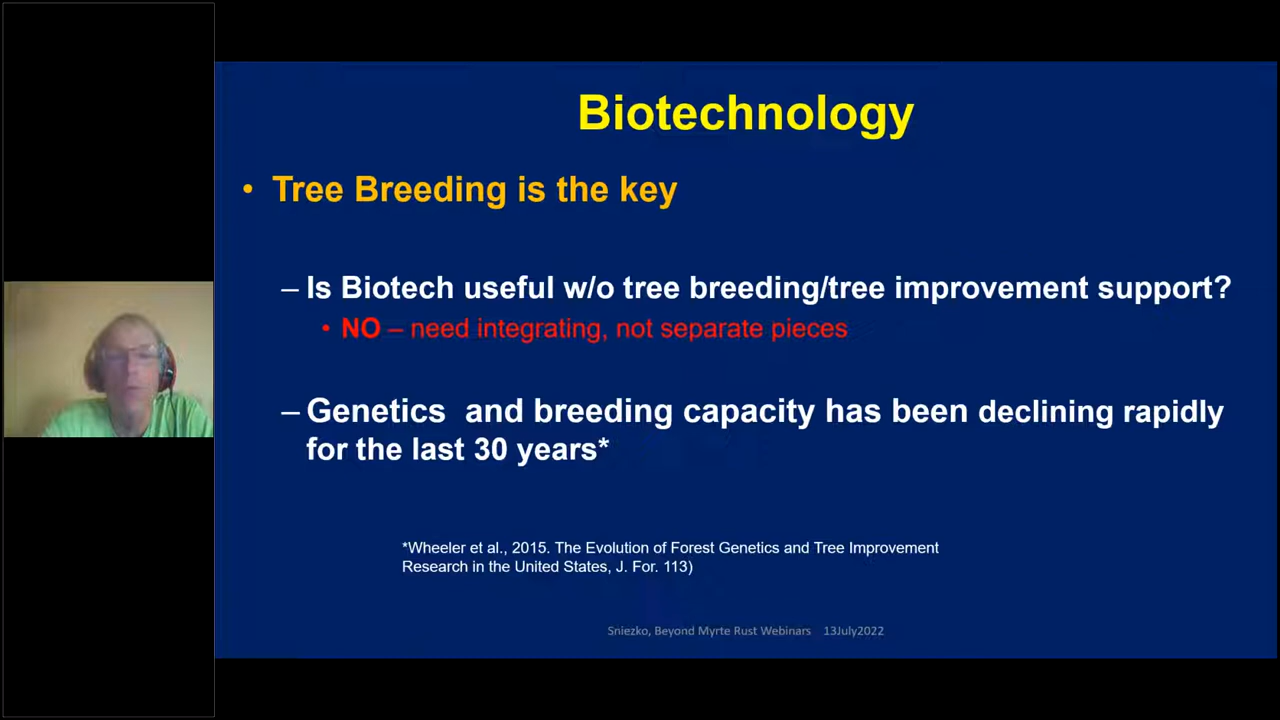 Biotechnology
• Tree Breeding is the key
– Is Biotech useful w/o tree breeding/tree improvement support?
• NO – need integrating, not separate pieces
– Genetics and breeding capacity has been declining rapidly
for the last 30 years*
*Wheeler et al., 2015. The Evolution of Forest Genetics and Tree Improvement
Research in the United States, J. For. 113)
Sniezko, Beyond Myrte Rust Webinars 13July2022